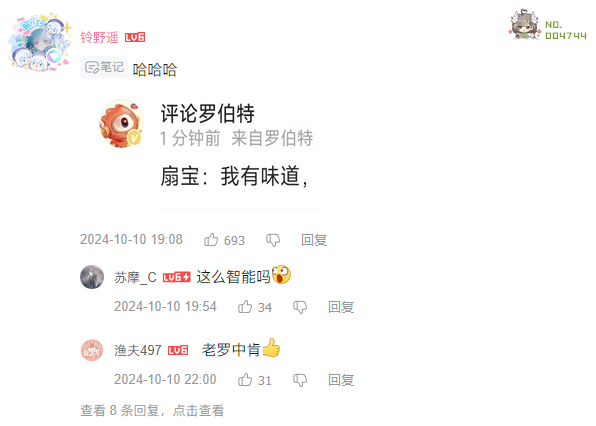 铃野遥 LV6
NO.
004744
笔记 哈哈哈
评论罗伯特
1 分钟前 来自罗伯特
扇宝：我有味道，
2024-10-10 19:08 693 回复
苏摩_C LV6 这么智能吗
2024-10-10 19:54 34 回复
渔夫497 LV6 老罗中肯
2024-10-10 22:00 31 回复
查看 8 条回复，点击查看